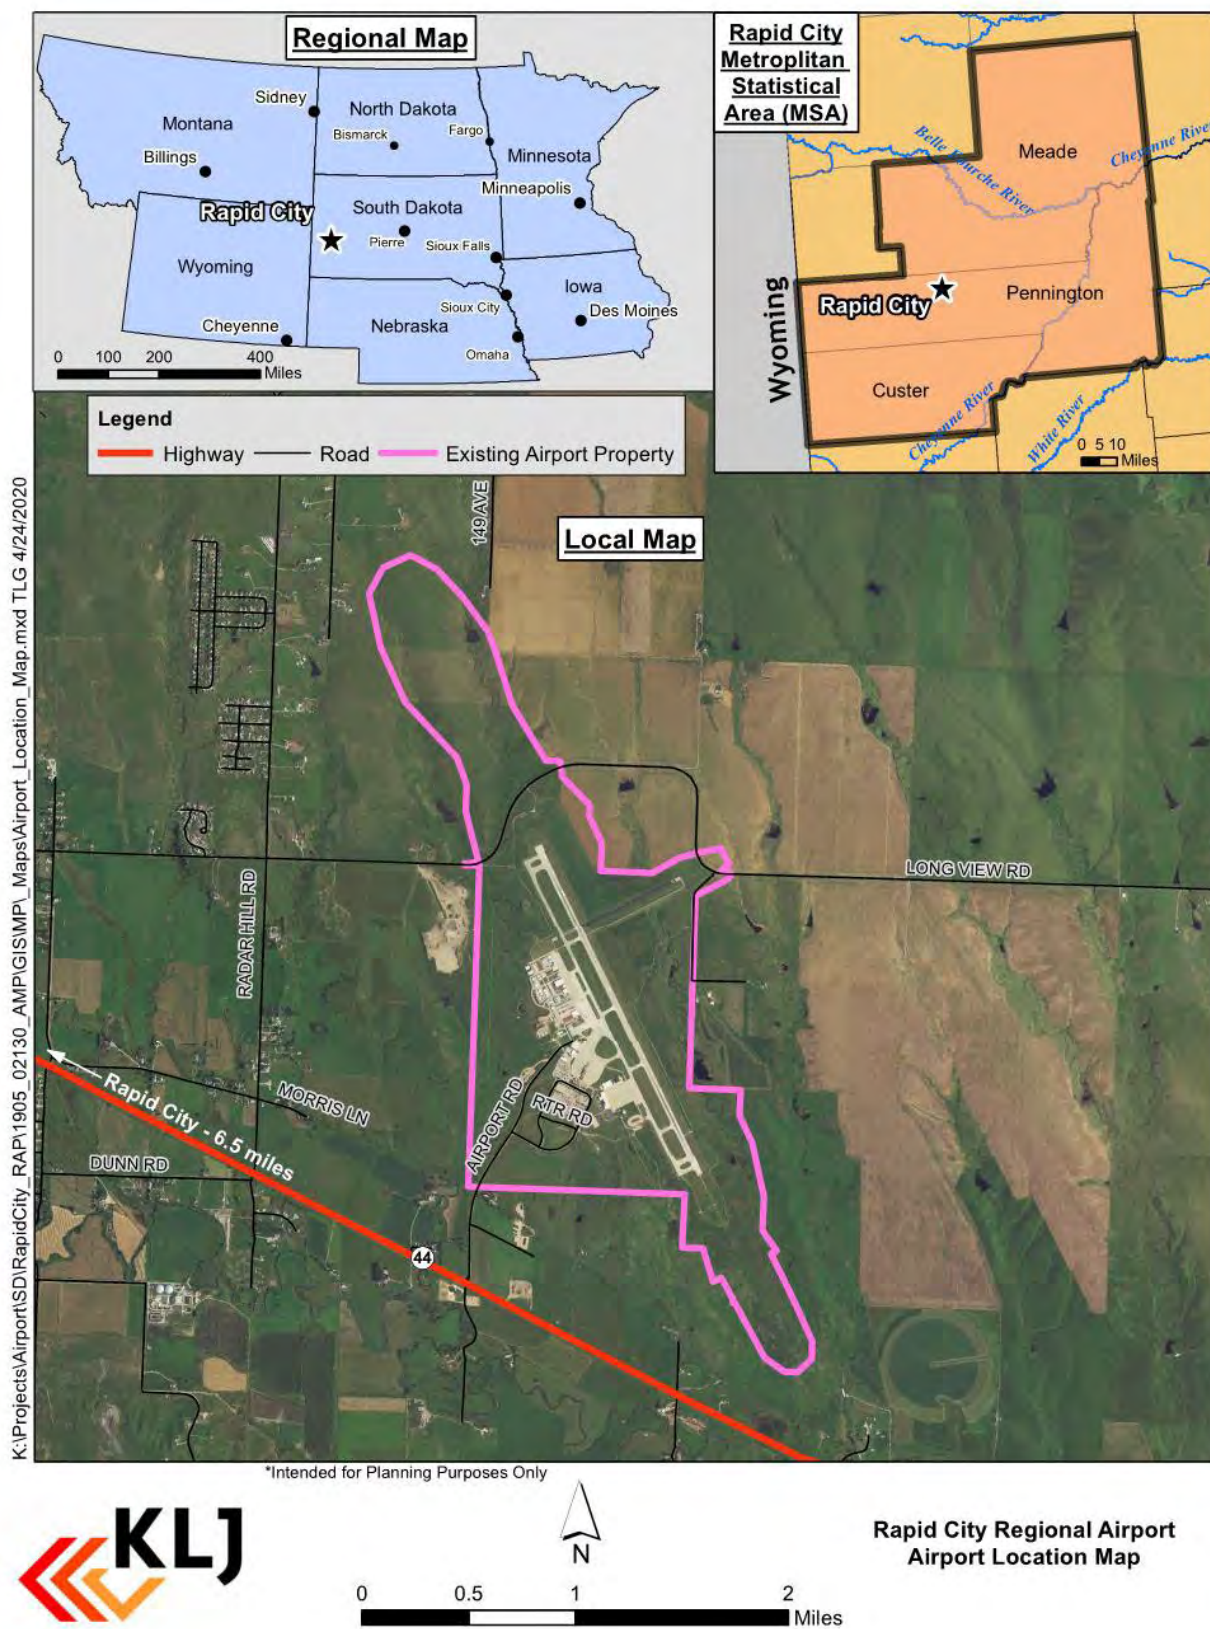 Regional Map
Sidney
North Dakota
Montana
Bismarck
Fargo
Billings
Minnesota
Minneapolis
Rapid City
South Dakota
Pierre
Sioux Falls
Wyoming
Iowa
Sioux City
Des Moines
Cheyenne
Nebraska
Omaha
0 100 200 400
Miles
Rapid City
Metroplitan
Statistical
Area (MSA)
Belle Fourche River
Cheyenne River
Meade
Wyoming
Rapid City
Pennington
Custer
Cheyenne River
White River
0 5 10
Miles
Legend
Highway Road Existing Airport Property
149 AVE
Local Map
RADAR HILL RD
LONG VIEW RD
Rapid City - 6.5 miles
MORRIS LN
AIRPORT RD
RTR RD
DUNN RD
44
K:\Projects\Airport\SD\RapidCity_RAP\1905_02130_AMP\GIS\MP\_Maps\Airport_Location_Map.mxd TLG 4/24/2020
*Intended for Planning Purposes Only
KLJ
N
Rapid City Regional Airport
Airport Location Map
0 0.5 1 2
Miles